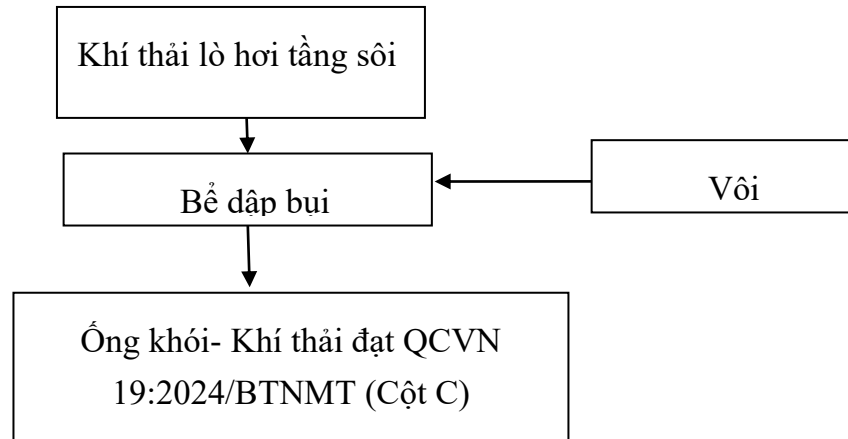 Khí thải lò hơi tầng sôi
Bể dập bụi
Vôi
Ống khói- Khí thải đạt QCVN
19:2024/BTNMT (Cột C)